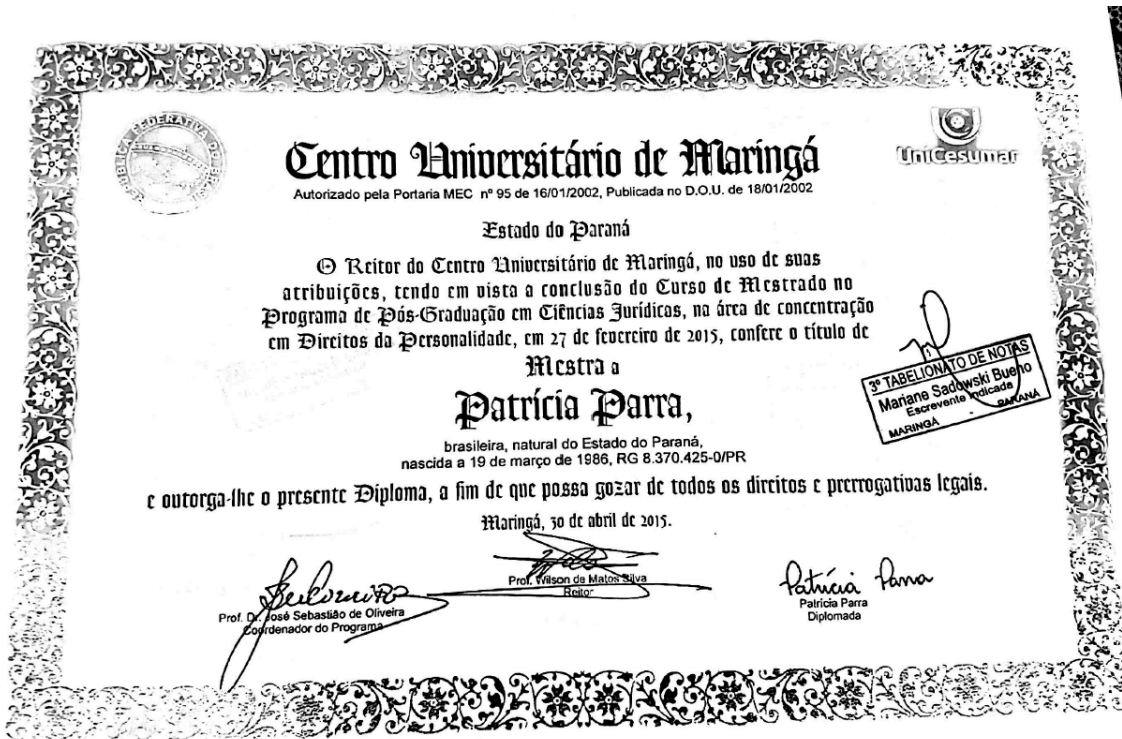 REPÚBLICA FEDERATIVA DO BRASIL
UniCesumar
Centro Universitário de Maringá
Autorizado pela Portaria MEC nº 95 de 16/01/2002, Publicada no D.O.U. de 18/01/2002
Estado do Paraná
O Reitor do Centro Universitário de Maringá, no uso de suas
atribuições, tendo em vista a conclusão do Curso de Mestrado no
Programa de Pós-Graduação em Ciências Jurídicas, na área de concentração
em Direitos da Personalidade, em 27 de fevereiro de 2015, confere o título de
Mestra a
Patrícia Parra,
brasileira, natural do Estado do Paraná,
nascida a 19 de março de 1986, RG 8.370.425-0/PR
e outorga-lhe o presente Diploma, a fim de que possa gozar de todos os direitos e prerrogativas legais.
Maringá, 30 de abril de 2015.
3º TABELIONATO DE NOTAS
Mariane Sadowski Bueno
Escrevente Indicada
MARINGÁ PARANÁ
Prof. Dr. José Sebastião de Oliveira
Coordenador do Programa
Prof. Wilson de Matos Silva
Reitor
Patrícia Parra
Patrícia Parra
Diplomada